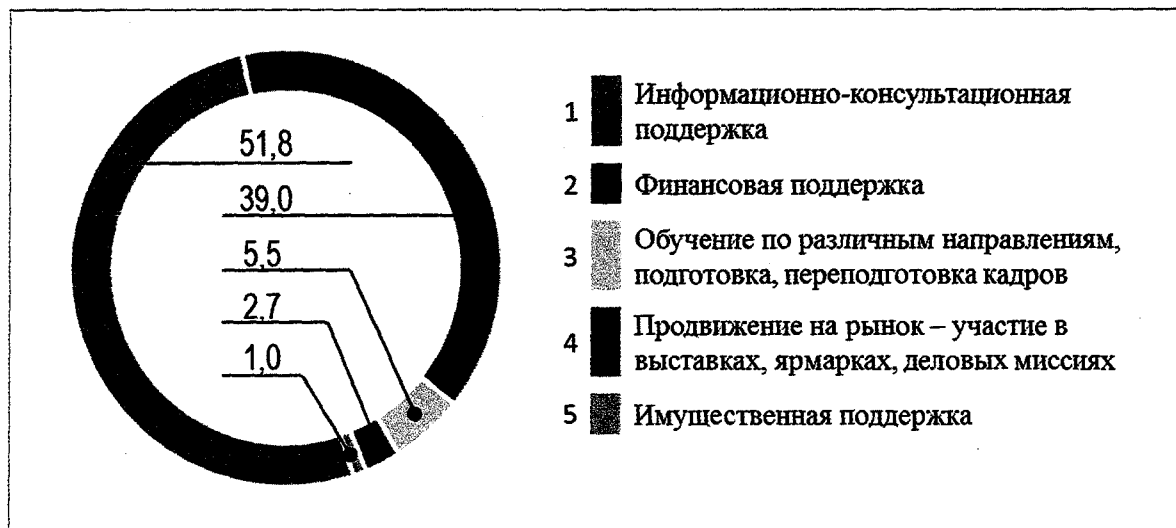 51,8
39,0
5,5
2,7
1,0
1 Информационно-консультационная
поддержка
2 Финансовая поддержка
3 Обучение по различным направлениям,
подготовка, переподготовка кадров
4 Продвижение на рынок – участие в
выставках, ярмарках, деловых миссиях
5 Имущественная поддержка